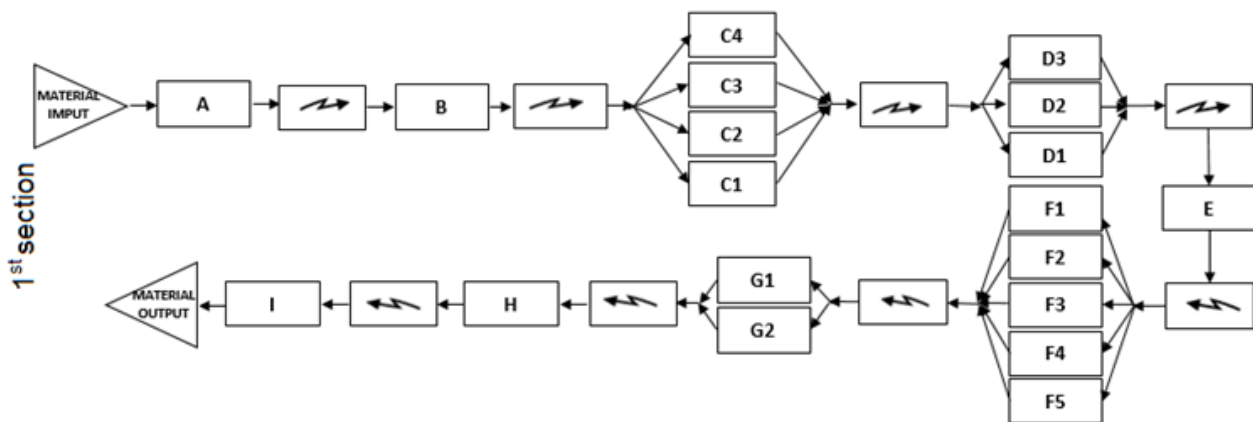 MATERIAL
IMPUT
A
B
C4
C3
C2
C1
D3
D2
D1
E
F1
F2
F3
F4
F5
G1
G2
H
I
MATERIAL
OUTPUT
1st section